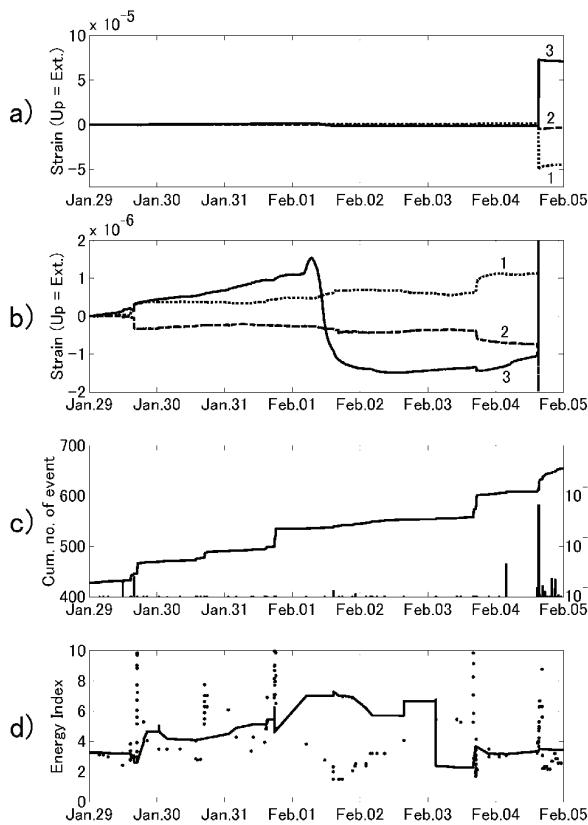 a)
× 10⁻⁵
Strain (Up = Ext.)
10
5
0
−5
3
2
1
Jan.29 Jan.30 Jan.31 Feb.01 Feb.02 Feb.03 Feb.04 Feb.05
b)
× 10⁻⁶
Strain (Up = Ext.)
2
1
0
−1
−2
1
2
3
Jan.29 Jan.30 Jan.31 Feb.01 Feb.02 Feb.03 Feb.04 Feb.05
c)
Cum. no. of event
700
600
500
400
10⁻
10⁻
10⁻
Jan.29 Jan.30 Jan.31 Feb.01 Feb.02 Feb.03 Feb.04 Feb.05
d)
Energy Index
10
8
6
4
2
0
Jan.29 Jan.30 Jan.31 Feb.01 Feb.02 Feb.03 Feb.04 Feb.05